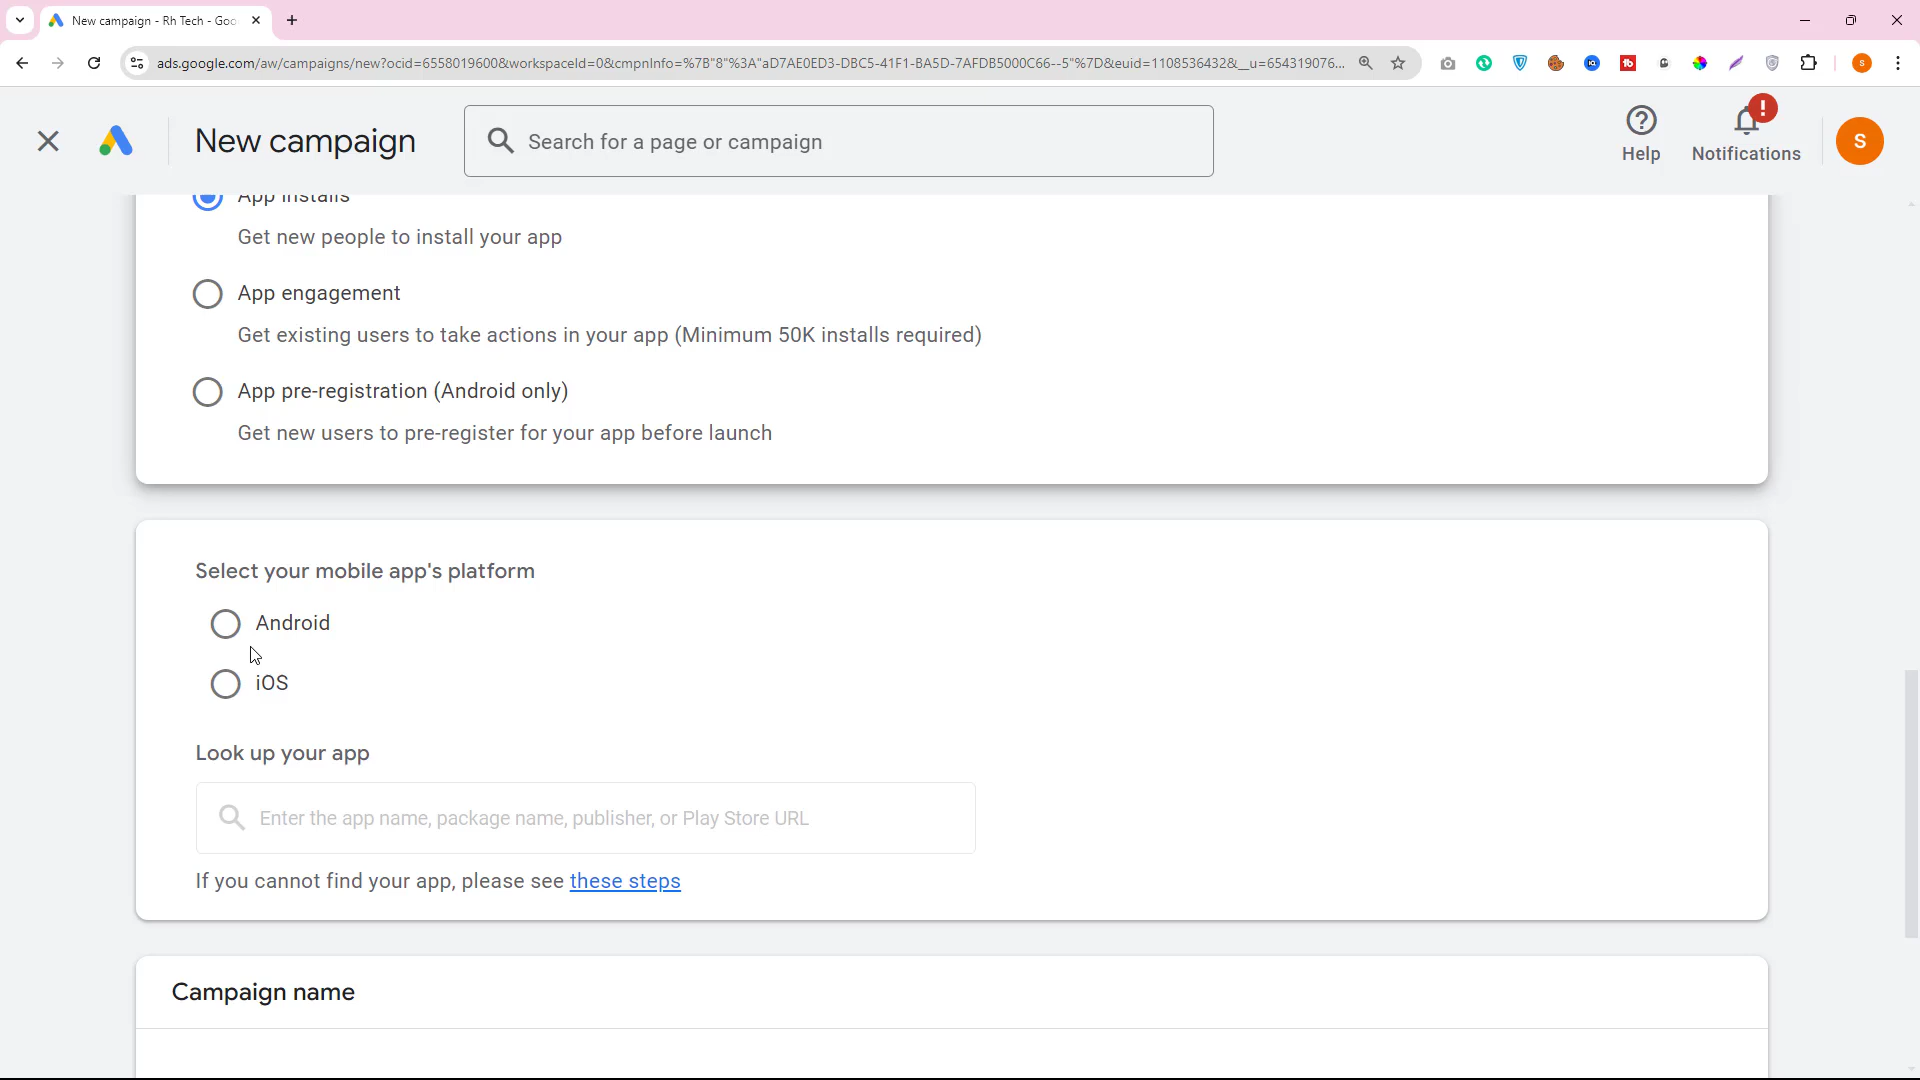 New campaign - Rh Tech - Goo
ads.google.com/aw/campaigns/new?ocid=6558019600&workspaceId=0&cmpnInfo=%7B"8"%3A"aD7AE0ED3-DBC5-41F1-BA5D-7AFDB5000C66--5"%7D&euid=1108536432&__u=654319076...
S
New campaign
Search for a page or campaign
Help
Notifications
S
App installs
Get new people to install your app
App engagement
Get existing users to take actions in your app (Minimum 50K installs required)
App pre-registration (Android only)
Get new users to pre-register for your app before launch
Select your mobile app's platform
Android
iOS
Look up your app
Enter the app name, package name, publisher, or Play Store URL
If you cannot find your app, please see these steps
Campaign name